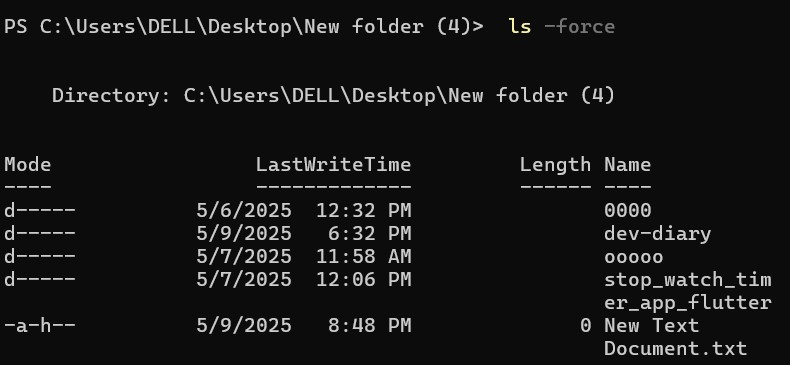 PS C:\Users\DELL\Desktop\New folder (4)>  ls -force
Directory: C:\Users\DELL\Desktop\New folder (4)
Mode                 LastWriteTime         Length Name
----                 -------------         ------ ----
d-----          5/6/2025  12:32 PM                0000
d-----          5/9/2025   6:32 PM                dev-diary
d-----          5/7/2025  11:58 AM                ooooo
d-----          5/7/2025  12:06 PM                stop_watch_tim
er_app_flutter
-a-h--          5/9/2025   8:48 PM              0 New Text
Document.txt